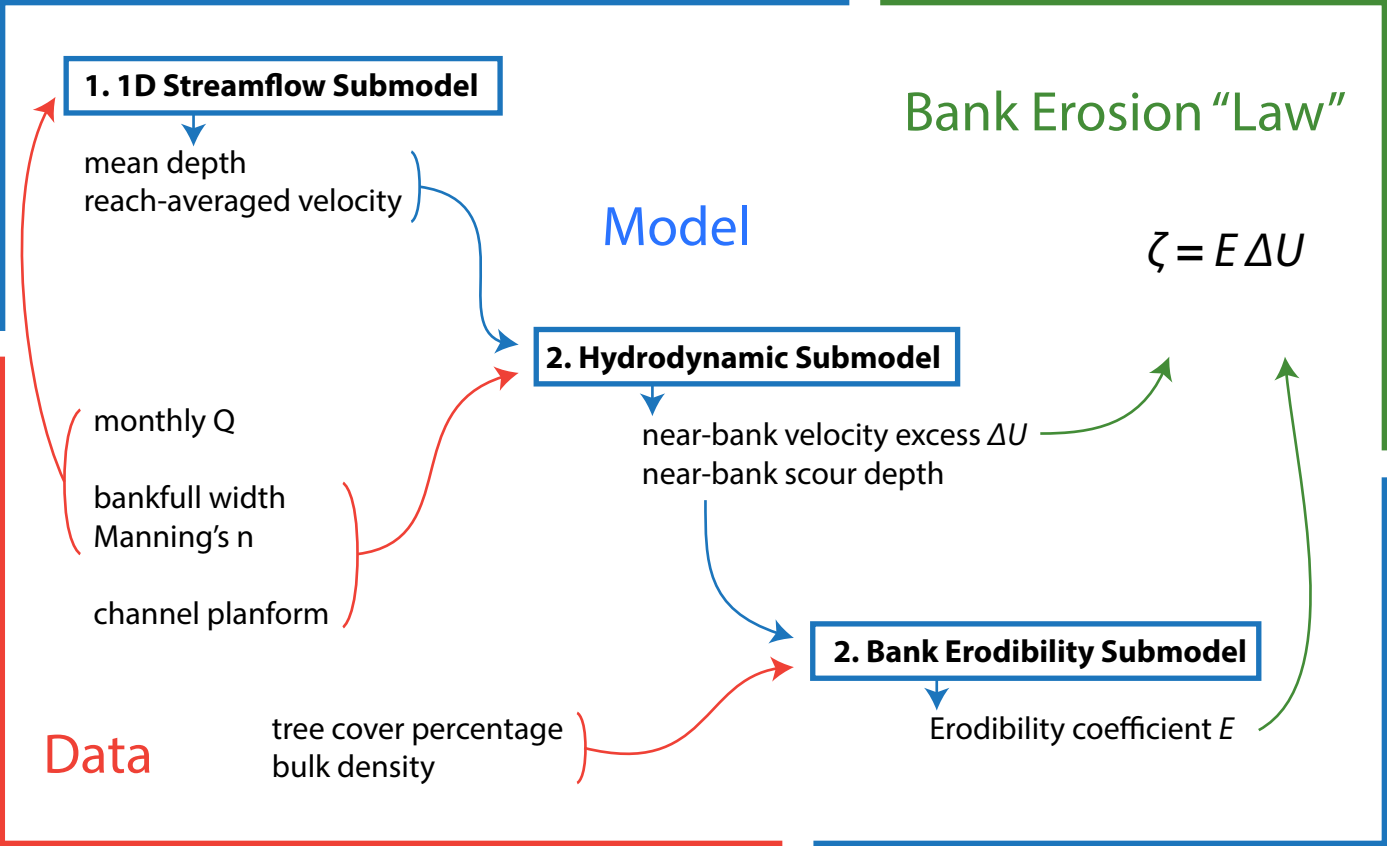 1. 1D Streamflow Submodel
mean depth
reach-averaged velocity
Bank Erosion “Law”
Model
ζ = E ΔU
2. Hydrodynamic Submodel
near-bank velocity excess ΔU
near-bank scour depth
monthly Q
bankfull width
Manning’s n
channel planform
2. Bank Erodibility Submodel
Erodibility coefficient E
Data
tree cover percentage
bulk density